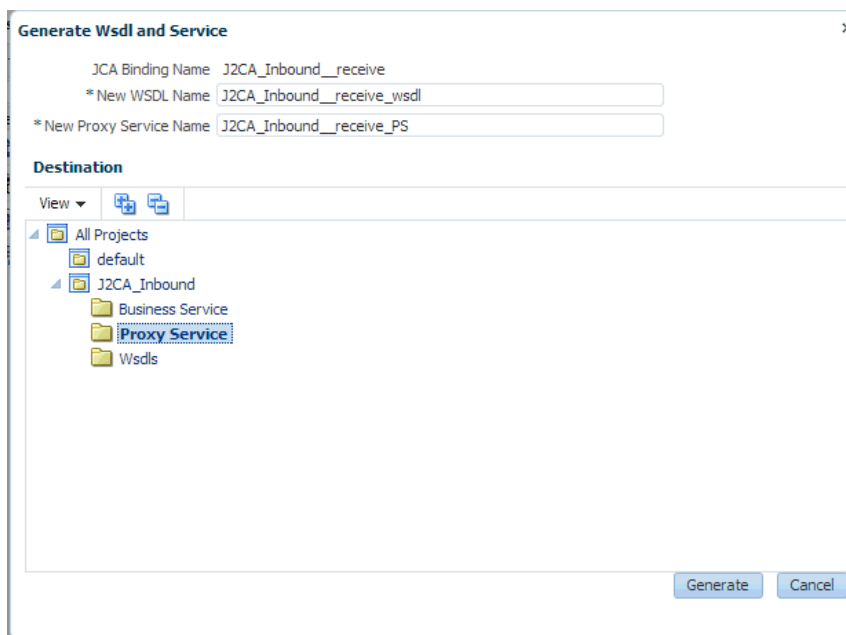 Generate Wsdl and Service
JCA Binding Name J2CA_Inbound__receive
* New WSDL Name J2CA_Inbound__receive_wsdl
* New Proxy Service Name J2CA_Inbound__receive_PS
Destination
View
All Projects
default
J2CA_Inbound
Business Service
Proxy Service
Wsdls
Generate Cancel